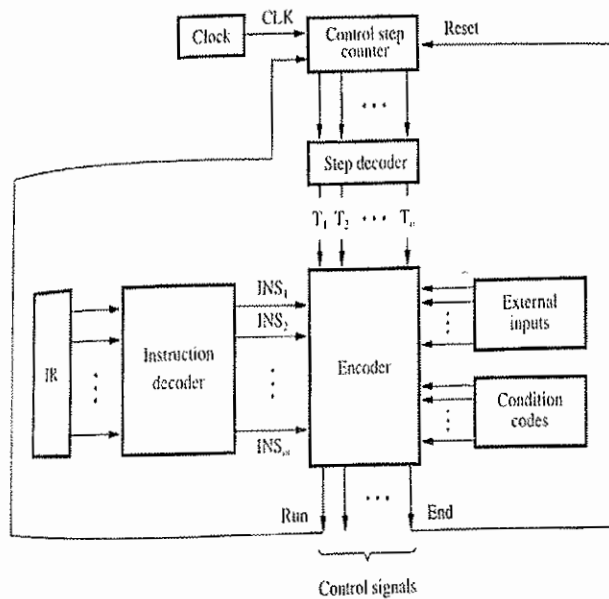 CLK
Clock
Control step
counter
Reset
...
Step decoder
T1 T2 ... Tn
IR
Instruction
decoder
INS1
INS2
INSm
Encoder
External
inputs
Condition
codes
Run
...
End
Control signals